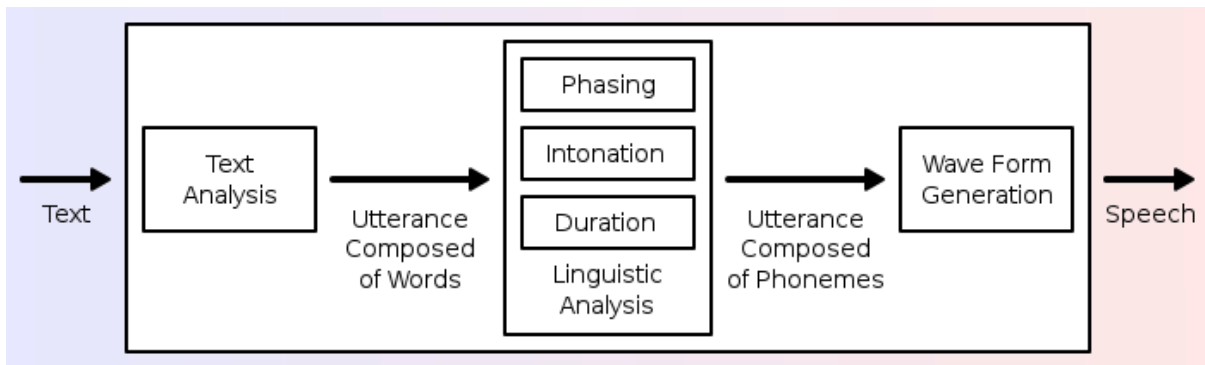 Text
Text
Analysis
Utterance
Composed
of Words
Phasing
Intonation
Duration
Linguistic
Analysis
Utterance
Composed
of Phonemes
Wave Form
Generation
Speech